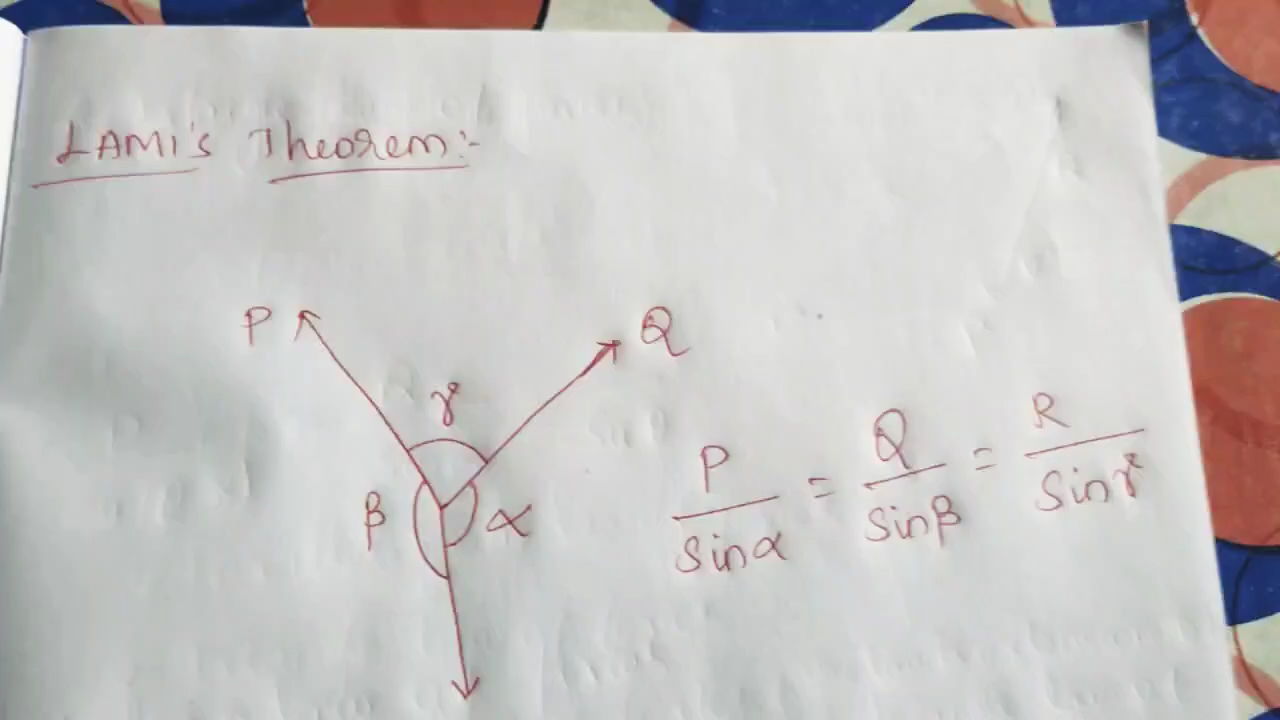 LAMI'S Theorem:-
P
Q
γ
β
α
P/Sinα = Q/Sinβ = R/Sinγ